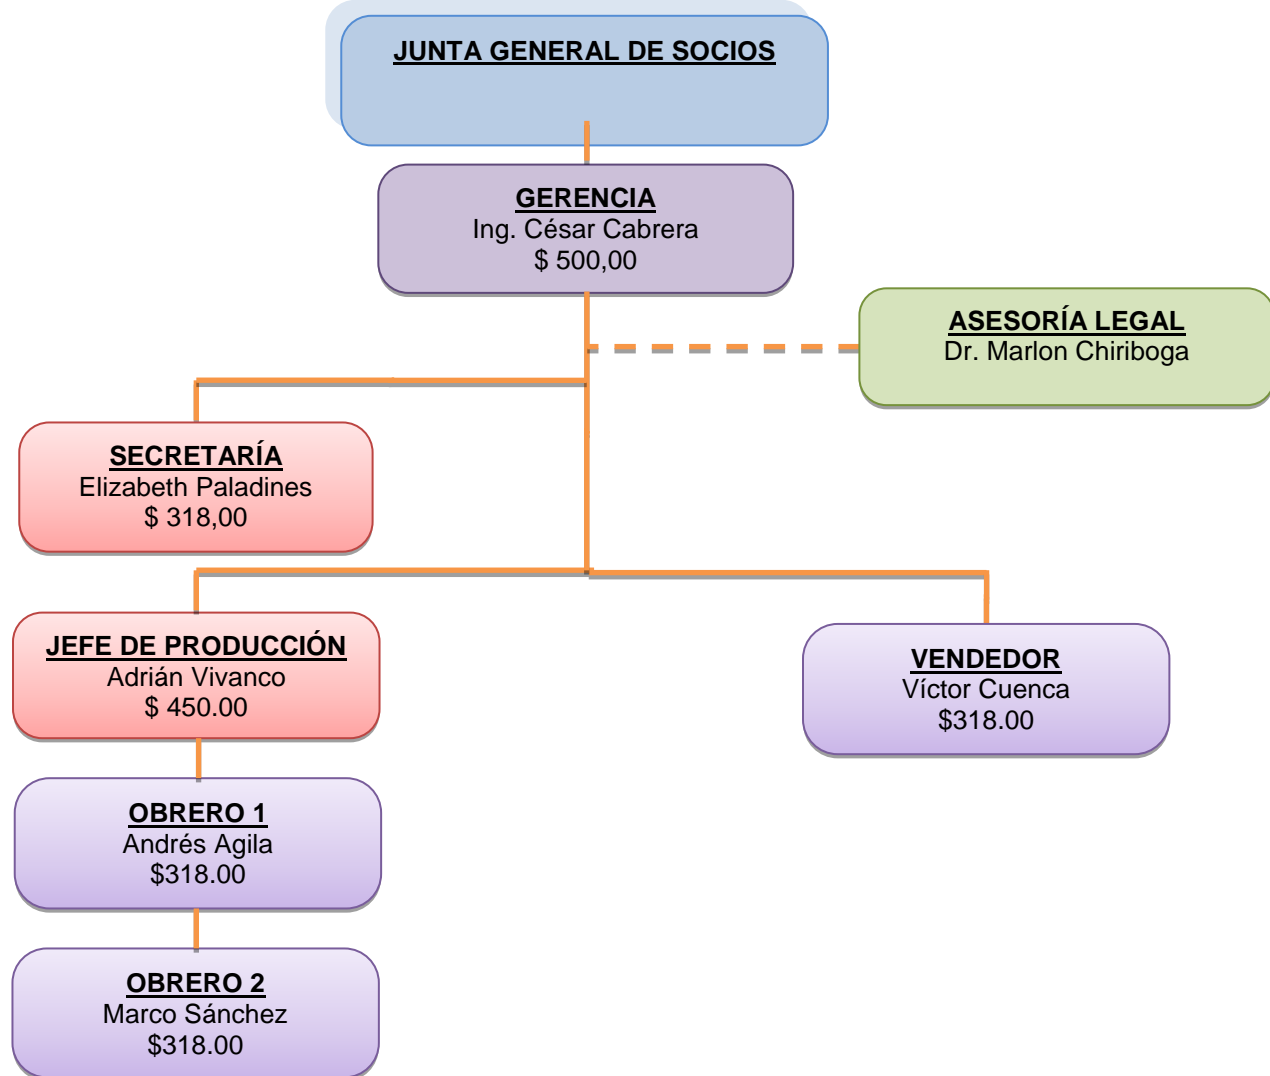 JUNTA GENERAL DE SOCIOS
GERENCIA
Ing. César Cabrera
$ 500,00
ASESORÍA LEGAL
Dr. Marlon Chiriboga
SECRETARÍA
Elizabeth Paladines
$ 318,00
JEFE DE PRODUCCIÓN
Adrián Vivanco
$ 450.00
VENDEDOR
Víctor Cuenca
$318.00
OBRERO 1
Andrés Agila
$318.00
OBRERO 2
Marco Sánchez
$318.00